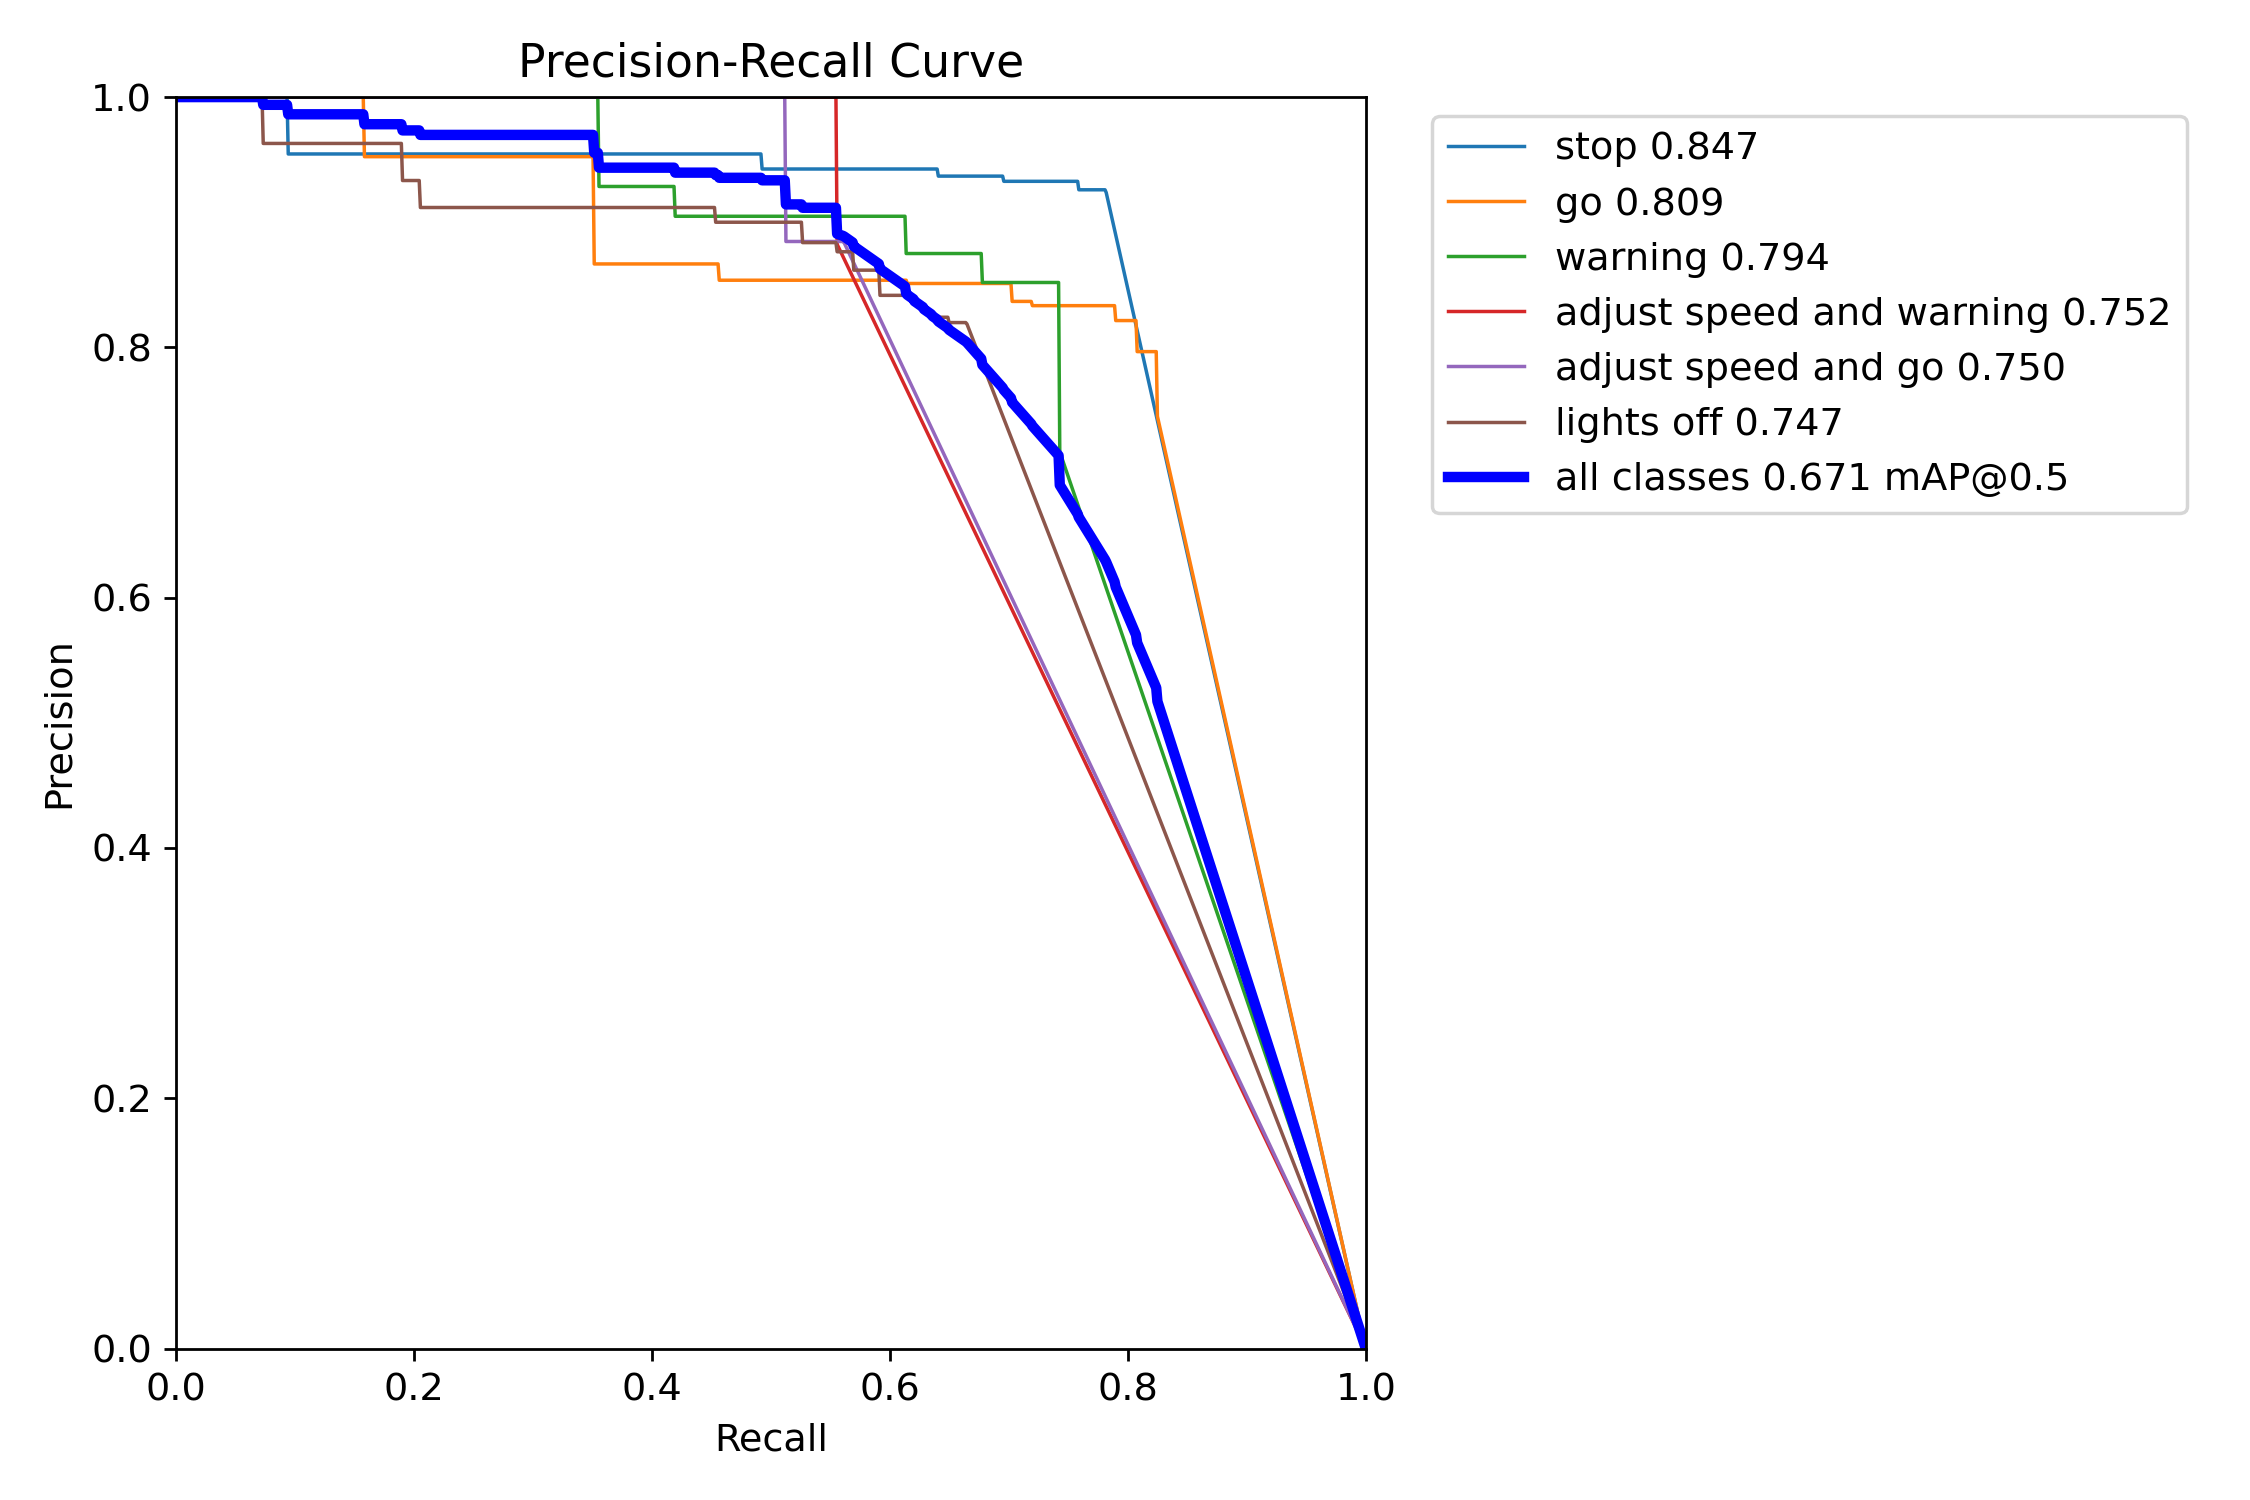 Precision-Recall Curve
1.0
0.8
0.6
0.4
0.2
0.0
Precision
0.0 0.2 0.4 0.6 0.8 1.0
Recall
stop 0.847
go 0.809
warning 0.794
adjust speed and warning 0.752
adjust speed and go 0.750
lights off 0.747
all classes 0.671 mAP@0.5